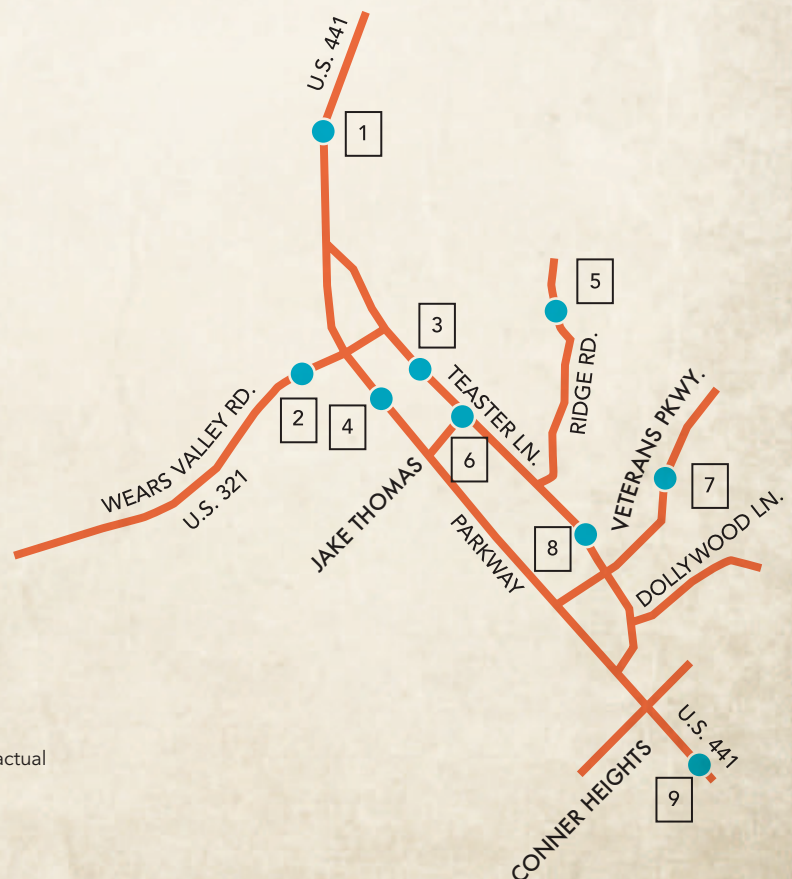 U.S. 441
1
5
3
TEASTER LN.
RIDGE RD.
VETERANS PKWY.
WEARS VALLEY RD.
2
4
6
U.S. 321
JAKE THOMAS
7
PARKWAY
8
DOLLYWOOD LN.
U.S. 441
actual
CONNER HEIGHTS
9